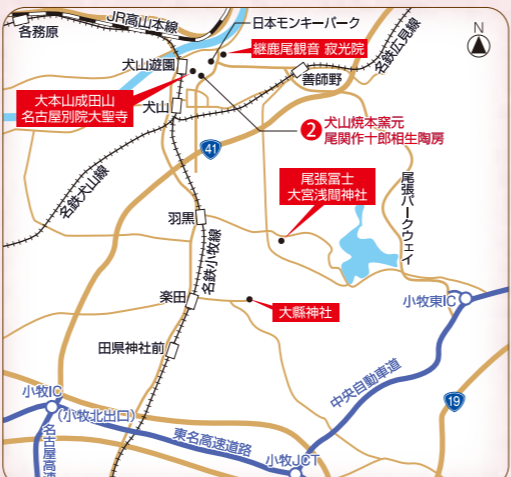 JR高山本線
日本モンキーパーク
各務原
継鹿尾観音 寂光院
N
名鉄広見線
犬山遊園
善師野
大本山成田山
名古屋別院大聖寺
犬山
2
犬山焼本窯元
尾関作十郎相生陶房
41
名鉄犬山線
尾張冨士
大宮浅間神社
尾張パークウェイ
羽黒
名鉄小牧線
楽田
大縣神社
小牧東IC
田県神社前
中央自動車道
小牧IC
(小牧北出口)
19
名古屋高速
東名高速道路
小牧JCT